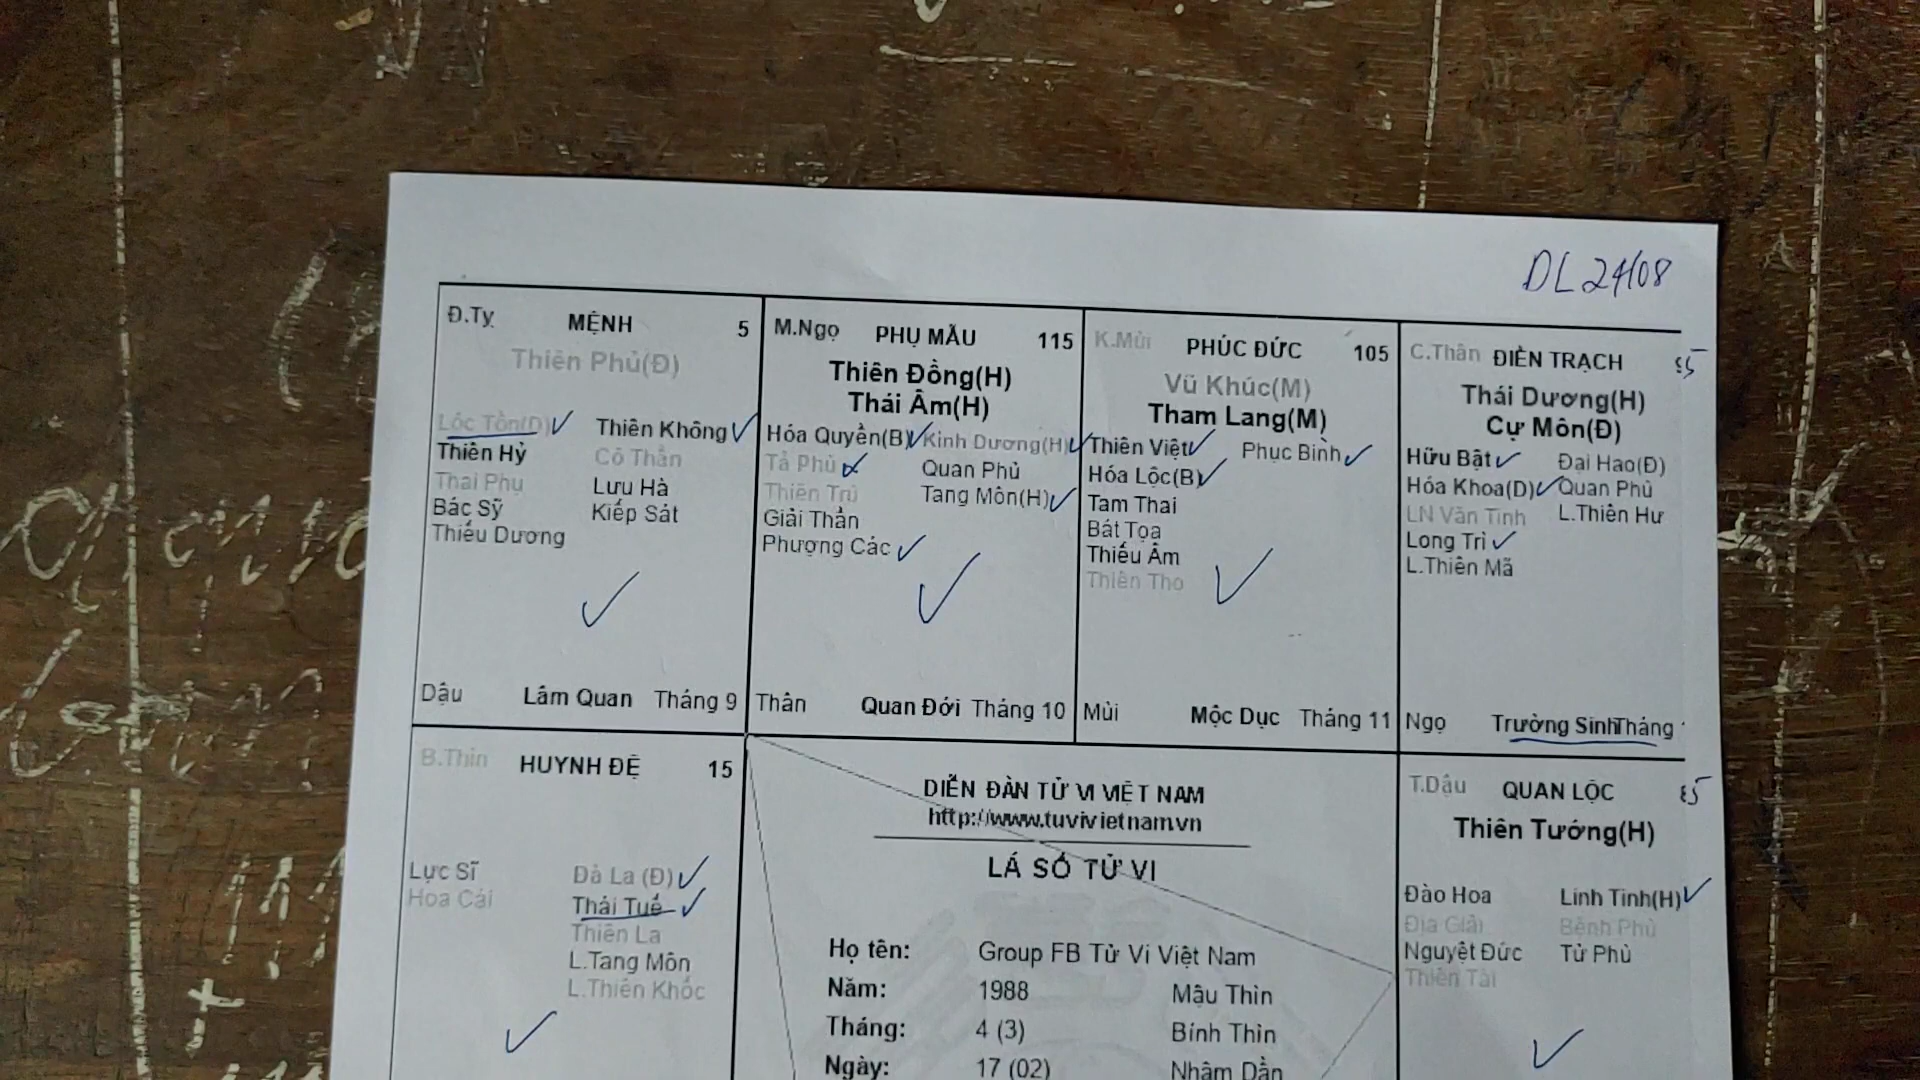 DL 24/08
Đ.Tỵ MỆNH 5
Thiên Phủ(Đ)
Lộc Tồn(Đ) Thiên Không
Thiên Hỷ Cô Thần
Thai Phụ Lưu Hà
Bác Sỹ Kiếp Sát
Thiếu Dương
Dậu Lâm Quan Tháng 9
M.Ngọ PHỤ MẪU 115
Thiên Đồng(H)
Thái Âm(H)
Hóa Quyền(B) Kình Dương(H)
Tả Phù Quan Phủ
Thiên Trù Tang Môn(H)
Giải Thần
Phượng Các
Thân Quan Đới Tháng 10
K.Mùi PHÚC ĐỨC 105
Vũ Khúc(M)
Tham Lang(M)
Thiên Việt Phục Binh
Hóa Lộc(B)
Tam Thai
Bát Tọa
Thiếu Âm
Thiên Thọ
Mùi Mộc Dục Tháng 11
C.Thân ĐIỀN TRẠCH
Thái Dương(H)
Cự Môn(Đ)
Hữu Bật Đại Hao(Đ)
Hóa Khoa(D) Quan Phù
LN Văn Tinh L.Thiên Hư
Long Trì
L.Thiên Mã
Ngọ Trường Sinh Tháng
B.Thìn HUYNH ĐỆ 15
Lực Sĩ Đà La (Đ)
Hoa Cái Thái Tuế
Thiên La
L.Tang Môn
L.Thiên Khốc
DIỄN ĐÀN TỬ VI VIỆT NAM
http://www.tuvivietnam.vn
LÁ SỐ TỬ VI
Họ tên: Group FB Tử Vi Việt Nam
Năm: 1988 Mậu Thìn
Tháng: 4 (3) Bính Thìn
Ngày: 17 (02) Nhâm Dần
T.Dậu QUAN LỘC
Thiên Tướng(H)
Đào Hoa Linh Tinh(H)
Địa Giải Bệnh Phù
Nguyệt Đức Tử Phù
Thiên Tài